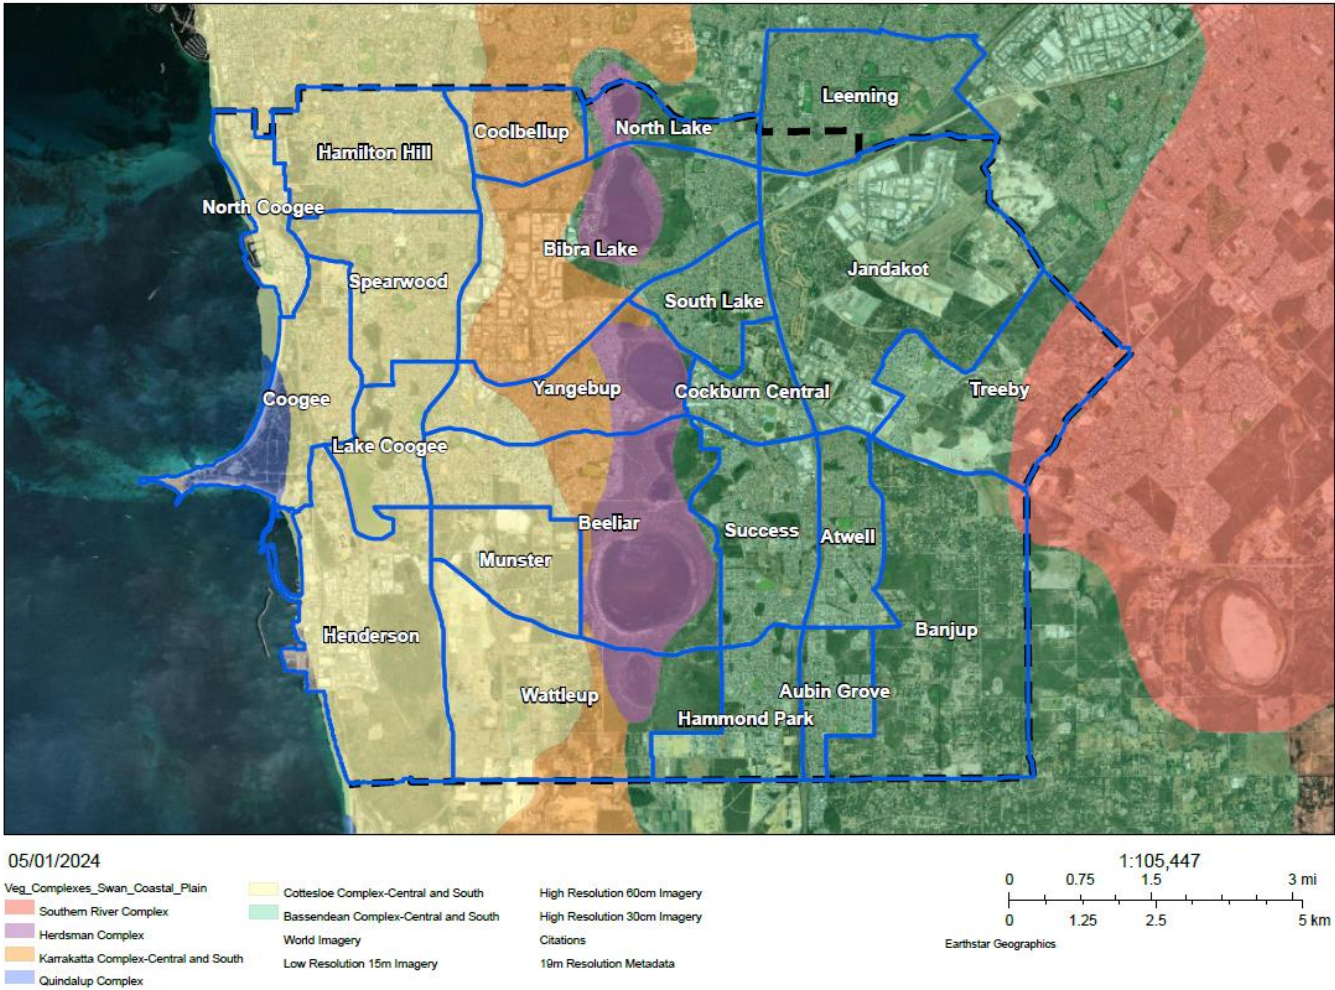 Leeming
Coolbellup
North Lake
Hamilton Hill
North Coogee
Bibra Lake
Jandakot
Spearwood
South Lake
Yangebup
Cockburn Central
Treeby
Coogee
Lake Coogee
Beeliar
Success
Atwell
Munster
Henderson
Banjup
Wattleup
Aubin Grove
Hammond Park
05/01/2024
Veg_Complexes_Swan_Coastal_Plain
Southern River Complex
Herdsman Complex
Karrakatta Complex-Central and South
Quindalup Complex
Cottesloe Complex-Central and South
Bassendean Complex-Central and South
World Imagery
Low Resolution 15m Imagery
High Resolution 60cm Imagery
High Resolution 30cm Imagery
Citations
19m Resolution Metadata
1:105,447
0 0.75 1.5 3 mi
0 1.25 2.5 5 km
Earthstar Geographics